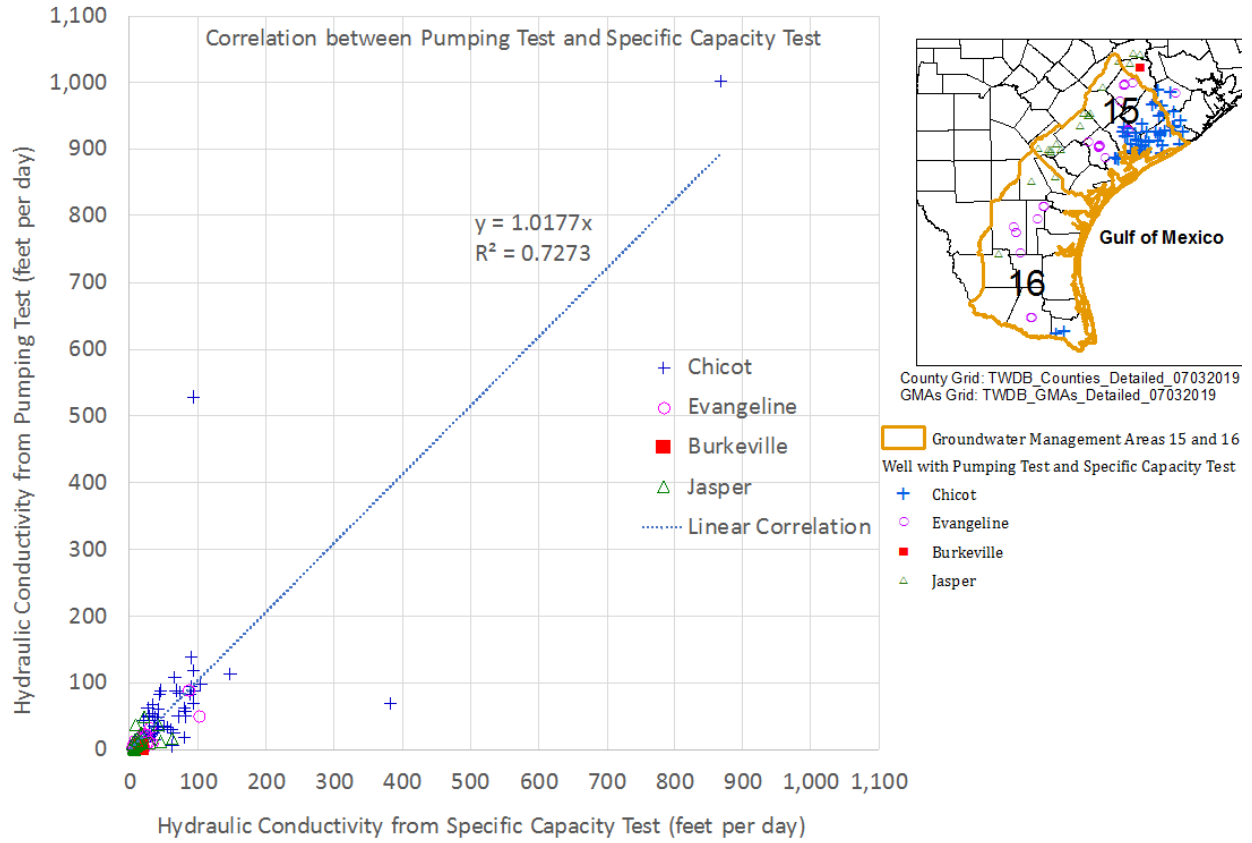 Correlation between Pumping Test and Specific Capacity Test
1,100
1,000
900
800
700
600
500
400
300
200
100
0
Hydraulic Conductivity from Pumping Test (feet per day)
y = 1.0177x
R² = 0.7273
Chicot
Evangeline
Burkeville
Jasper
Linear Correlation
0 100 200 300 400 500 600 700 800 900 1,000 1,100
Hydraulic Conductivity from Specific Capacity Test (feet per day)
15
Gulf of Mexico
16
County Grid: TWDB_Counties_Detailed_07032019
GMAs Grid: TWDB_GMAs_Detailed_07032019
Groundwater Management Areas 15 and 16
Well with Pumping Test and Specific Capacity Test
Chicot
Evangeline
Burkeville
Jasper